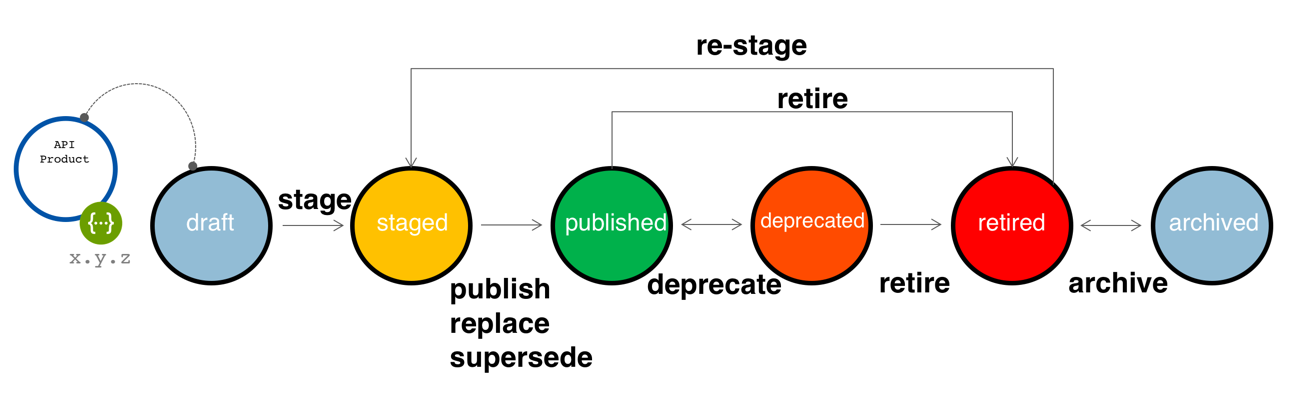 re-stage
retire
API
Product
{...}
x.y.z
draft
stage
staged
publish
replace
supersede
published
deprecate
deprecated
retire
retired
archive
archived